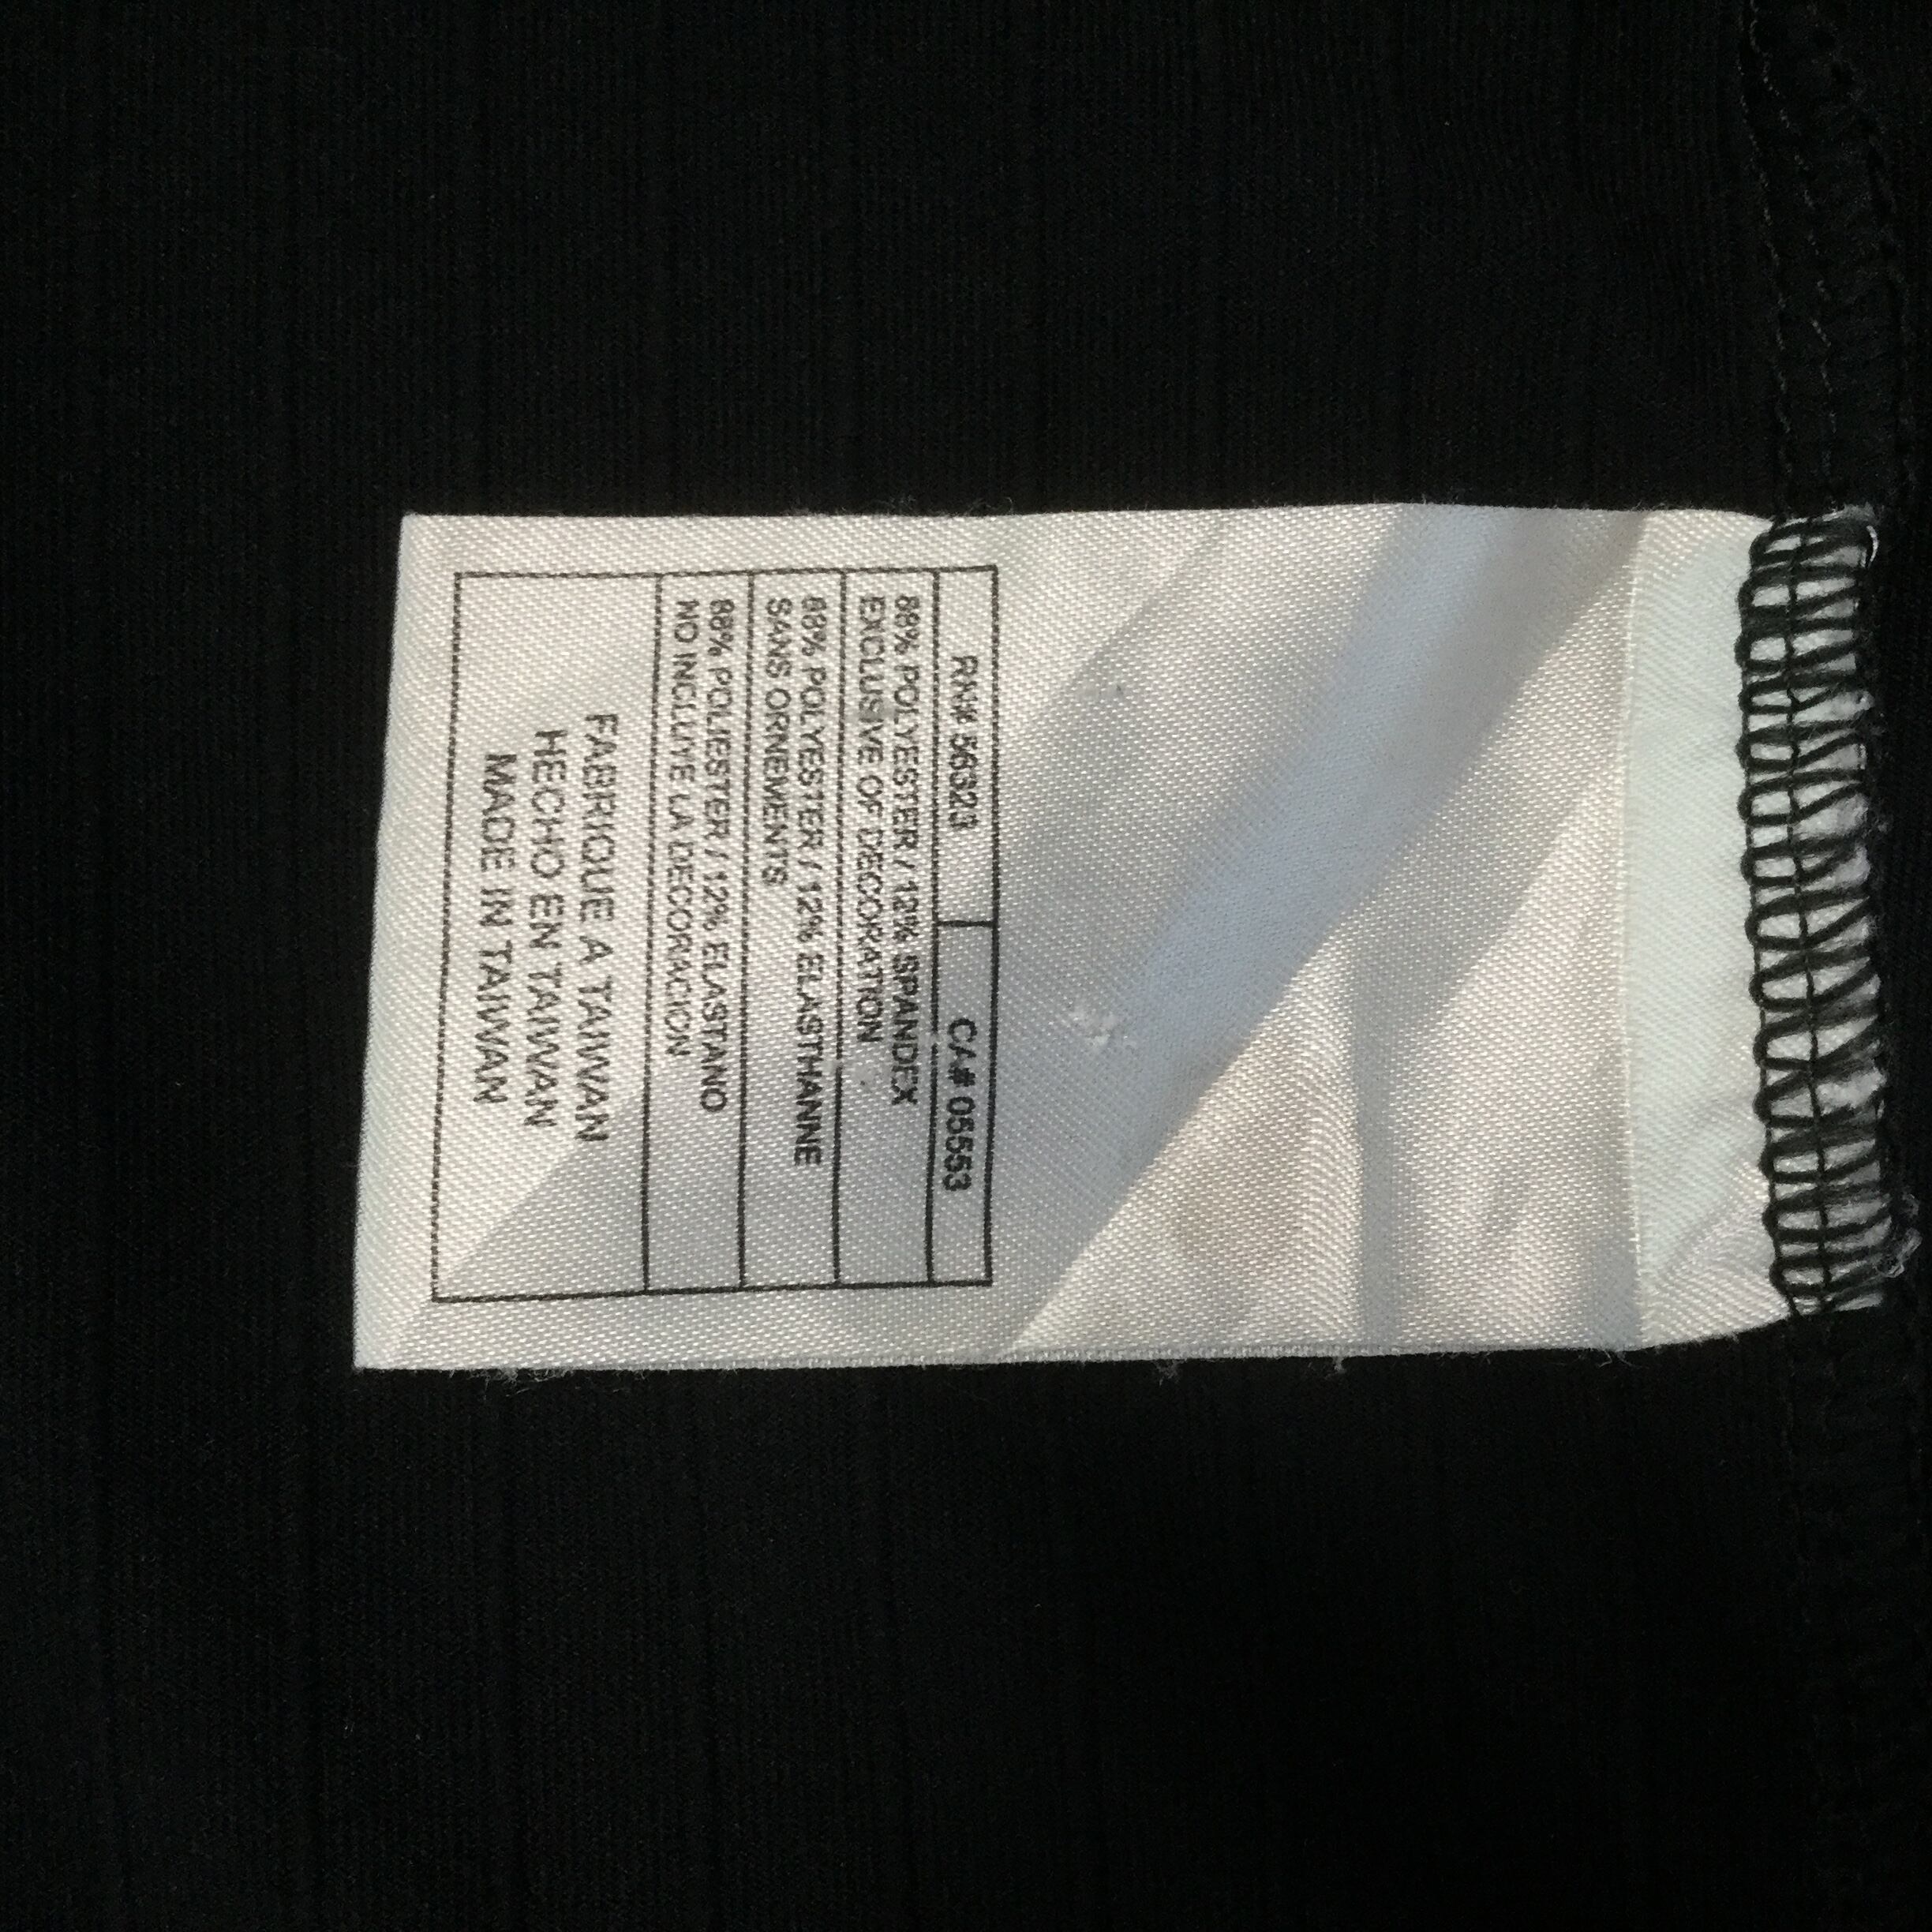 RN# 56323 CA# 05553
88% POLYESTER / 12% SPANDEX
EXCLUSIVE OF DECORATION
88% POLYESTER / 12% ELASTHANNE
SANS ORNEMENTS
88% POLIESTER / 12% ELASTANO
NO INCLUYE LA DECORACION
FABRIQUE A TAIWAN
HECHO EN TAIWAN
MADE IN TAIWAN